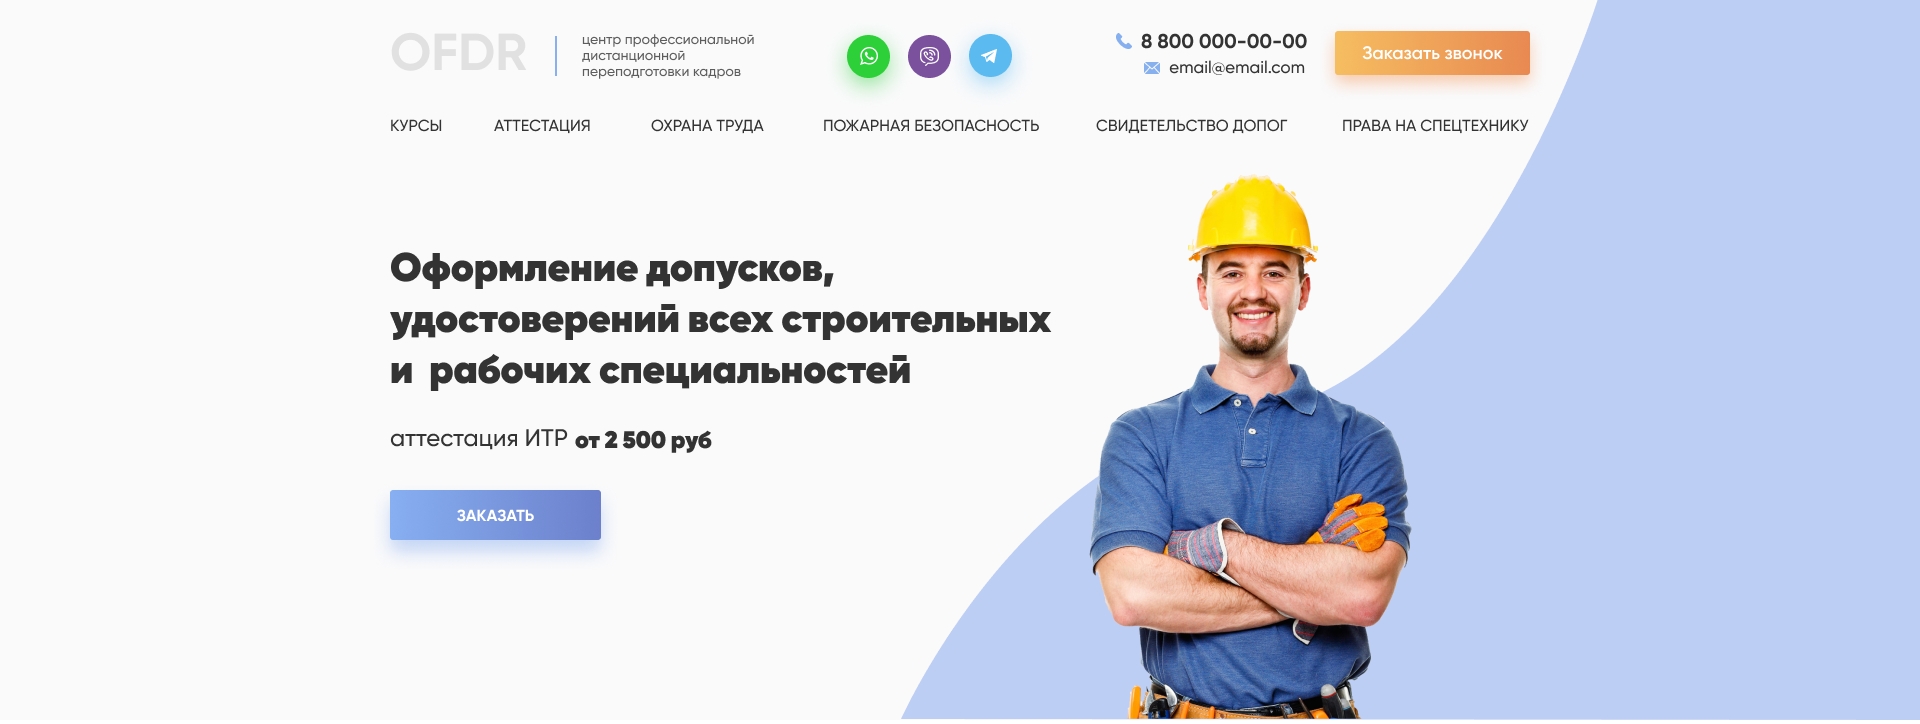 OFDR
центр профессиональной
дистанционной
переподготовки кадров
8 800 000-00-00
email@email.com
Заказать звонок
КУРСЫ АТТЕСТАЦИЯ ОХРАНА ТРУДА ПОЖАРНАЯ БЕЗОПАСНОСТЬ СВИДЕТЕЛЬСТВО ДОПОГ ПРАВА НА СПЕЦТЕХНИКУ
Оформление допусков,
удостоверений всех строительных
и рабочих специальностей
аттестация ИТР от 2 500 руб
ЗАКАЗАТЬ